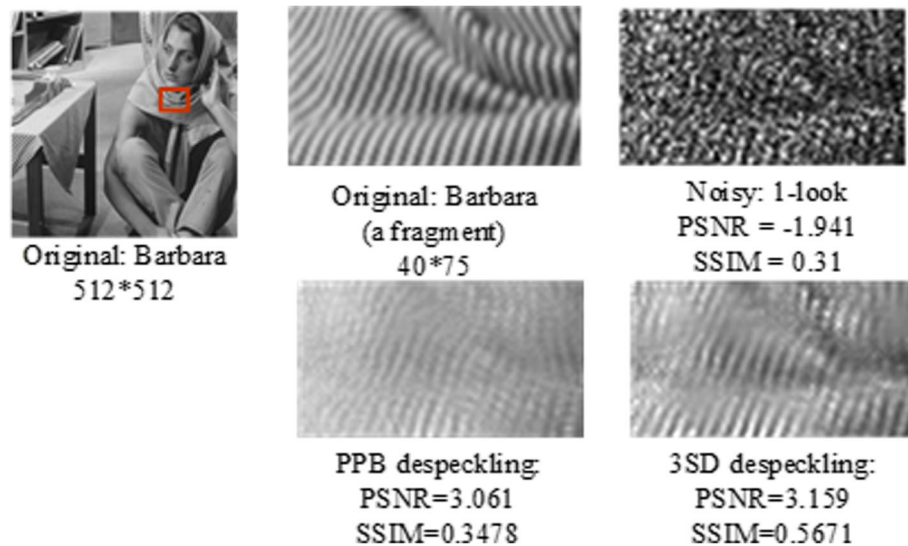 Original: Barbara
512*512
Original: Barbara
(a fragment)
40*75
Noisy: 1-look
PSNR = -1.941
SSIM = 0.31
PPB despeckling:
PSNR=3.061
SSIM=0.3478
3SD despeckling:
PSNR=3.159
SSIM=0.5671